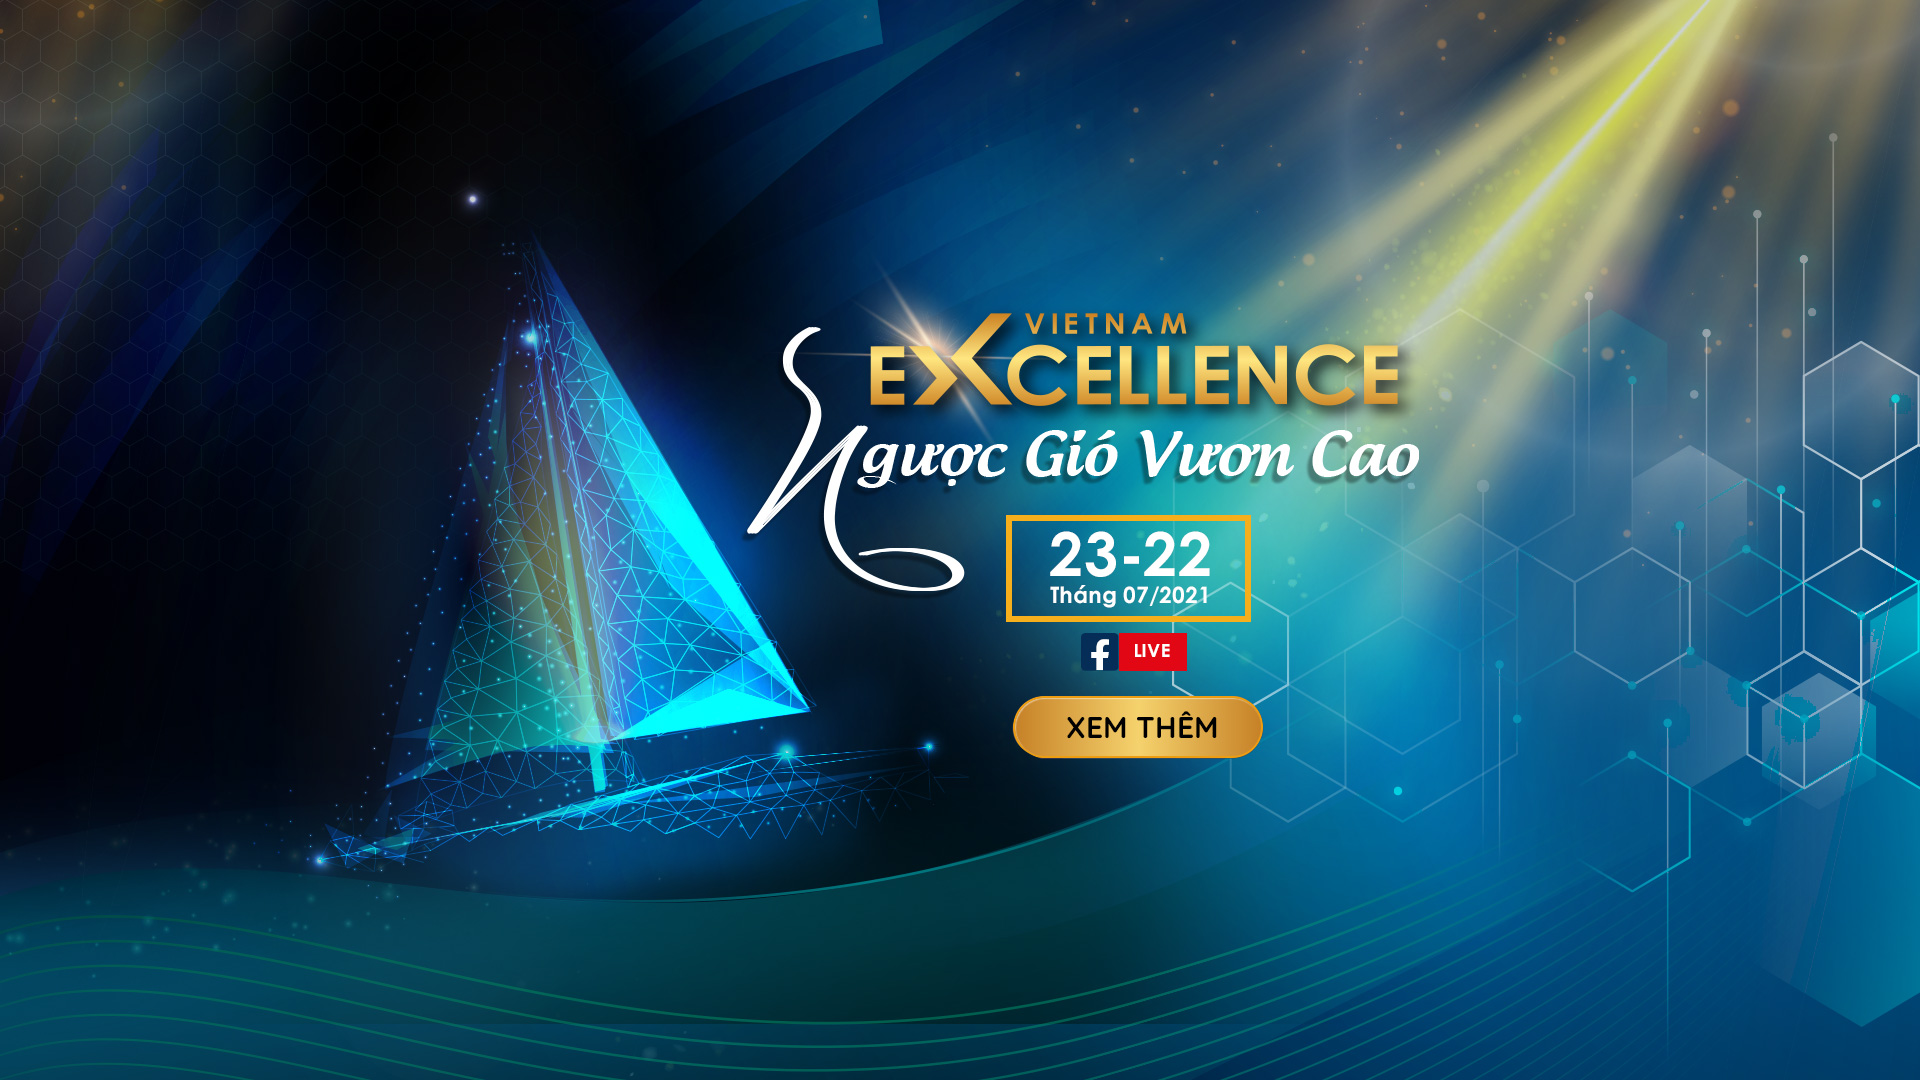 VIETNAM
EXCELLENCE
Ngược Gió Vươn Cao
23-22
Tháng 07/2021
f LIVE
XEM THÊM